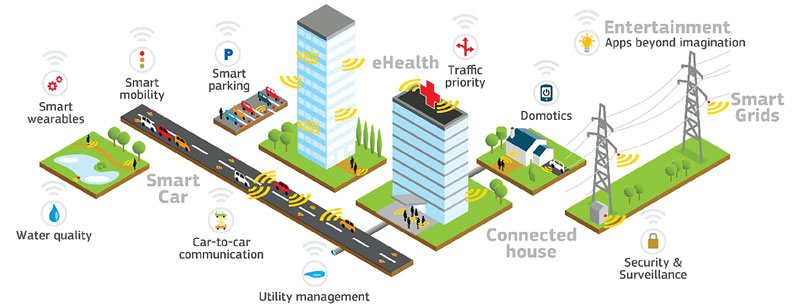 Entertainment
Apps beyond imagination
eHealth
Smart
wearables
Smart
mobility
P
Smart
parking
Traffic
priority
Domotics
Smart
Grids
Smart
Car
Water quality
Car-to-car
communication
Utility management
Connected
house
Security &
Surveillance